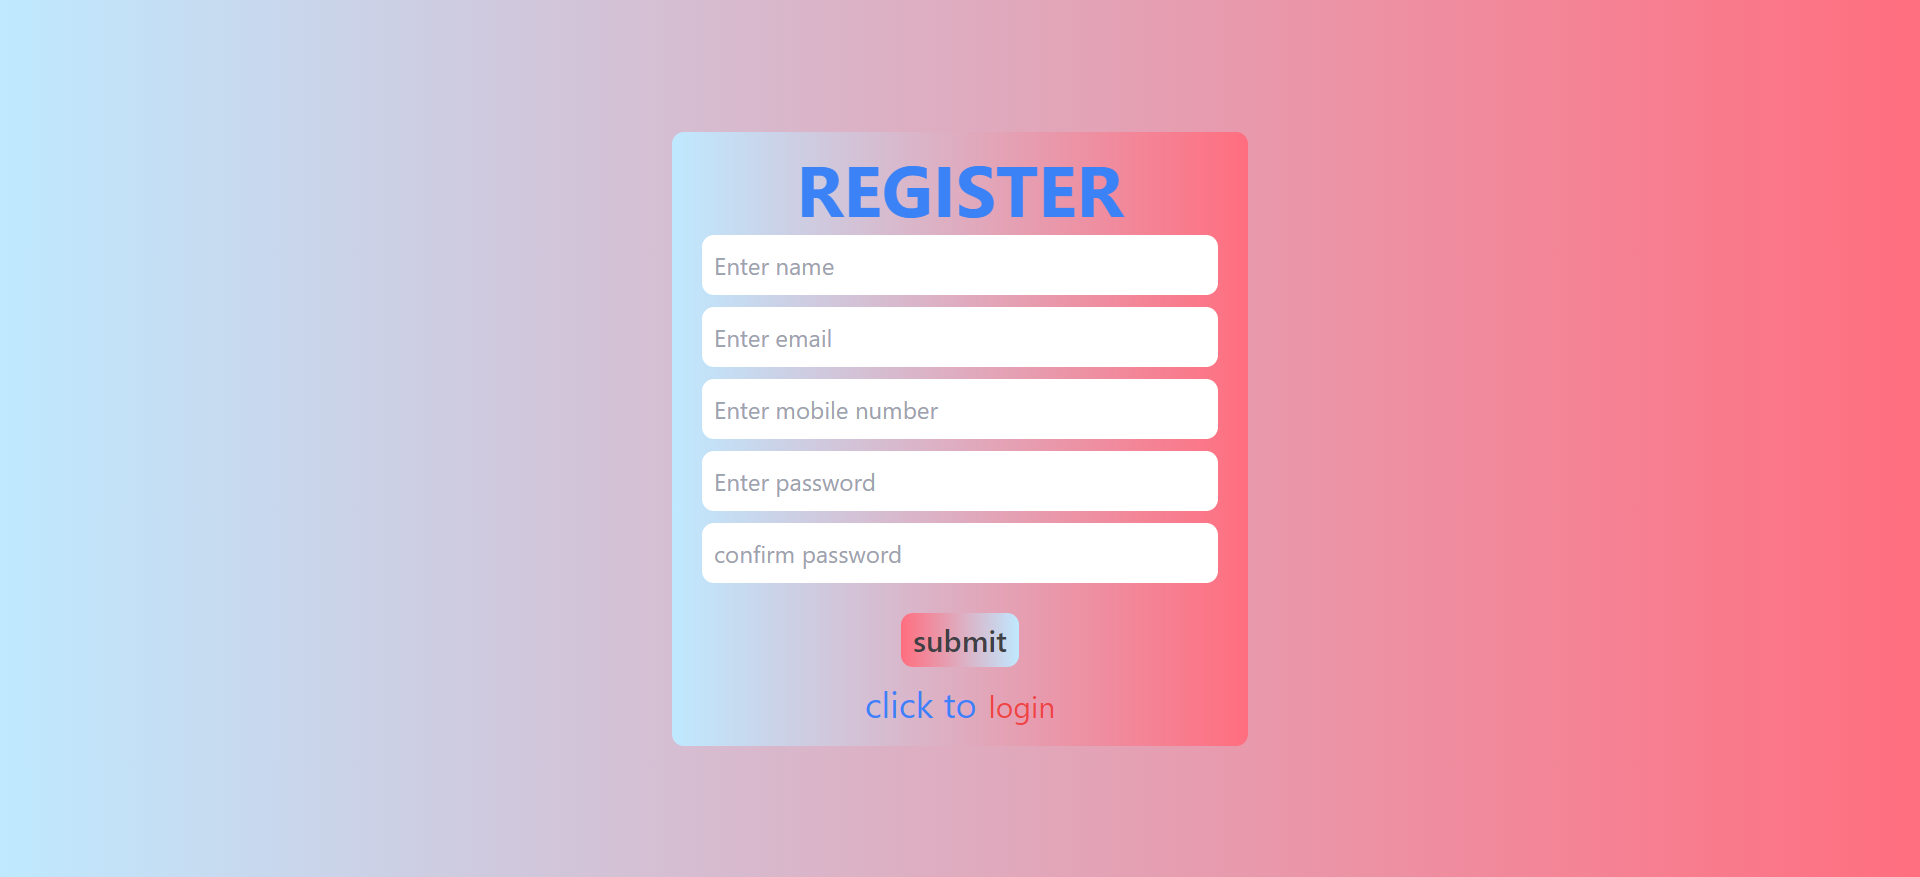 REGISTER
Enter name
Enter email
Enter mobile number
Enter password
confirm password
submit
click to login